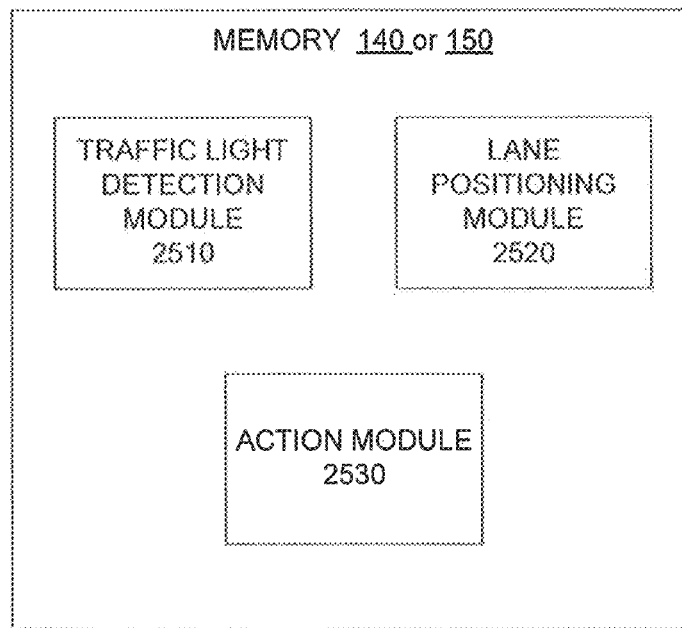 MEMORY 140 or 150
TRAFFIC LIGHT
DETECTION
MODULE
2510
LANE
POSITIONING
MODULE
2520
ACTION MODULE
2530